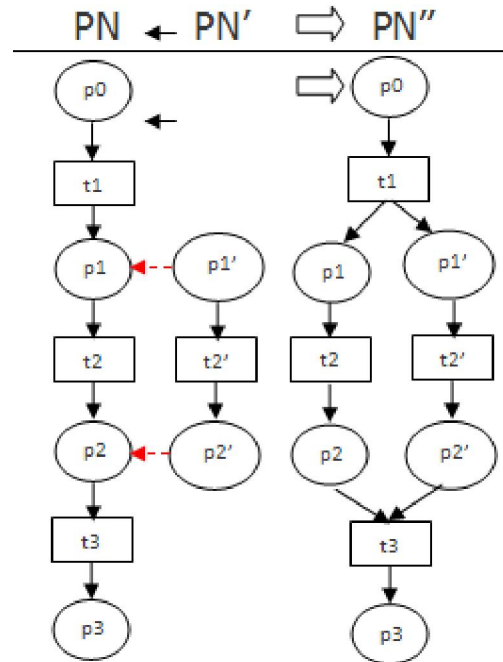 PN PN’ PN’’
p0 p0
t1 t1
p1 p1’ p1 p1’
t2 t2’ t2 t2’
p2 p2’ p2 p2’
t3 t3
p3 p3